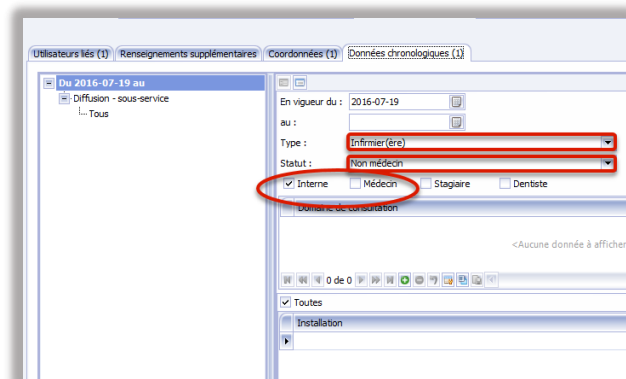 Utilisateurs liés (1) Renseignements supplémentaires Coordonnées (1) Données chronologiques (1)
Du 2016-07-19 au
Diffusion - sous-service
Tous
En vigueur du : 2016-07-19
au :
Type : Infirmier(ère)
Statut : Non médecin
Interne Médecin Stagiaire Dentiste
Domaine de consultation
<Aucune donnée à afficher
0 de 0
Toutes
Installation